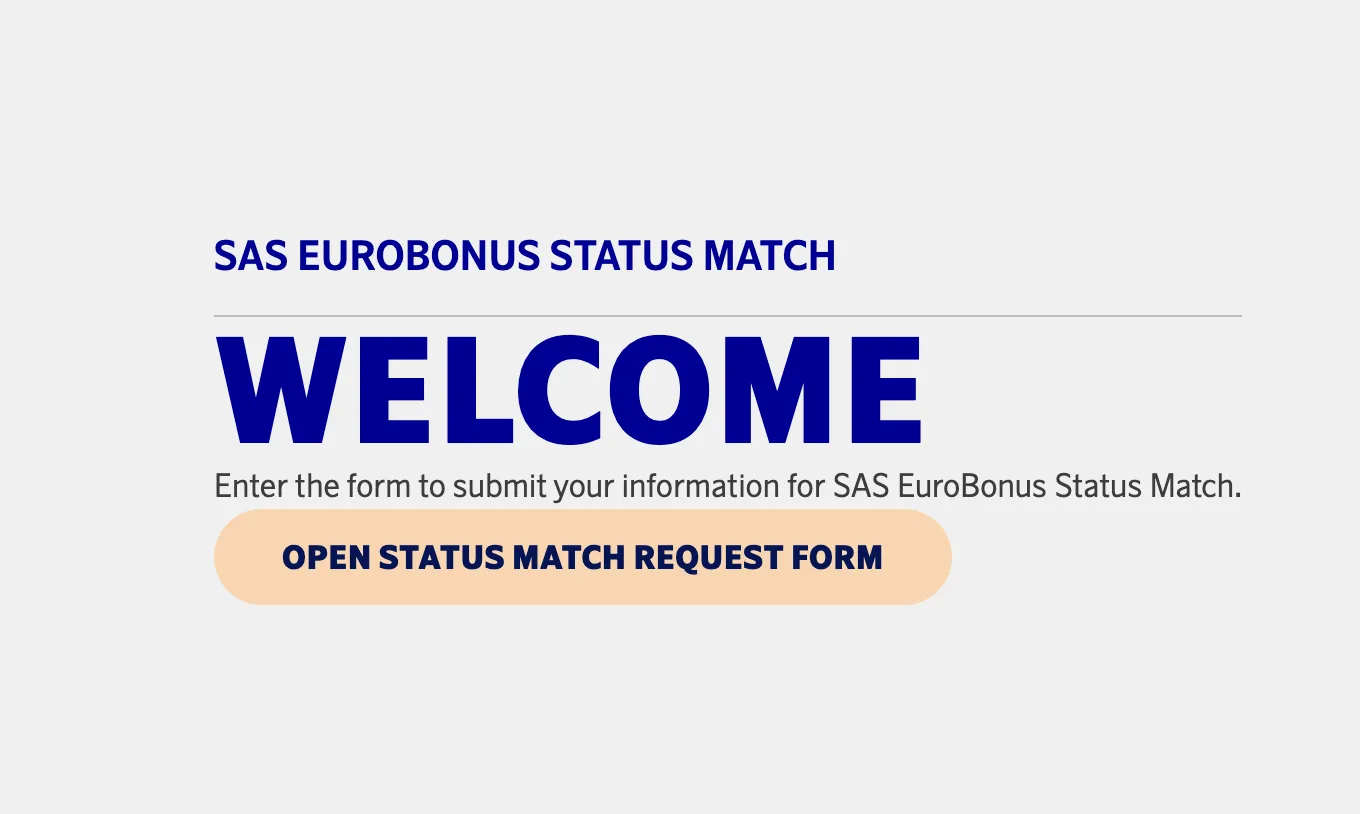 SAS EUROBONUS STATUS MATCH
WELCOME
Enter the form to submit your information for SAS EuroBonus Status Match.
OPEN STATUS MATCH REQUEST FORM